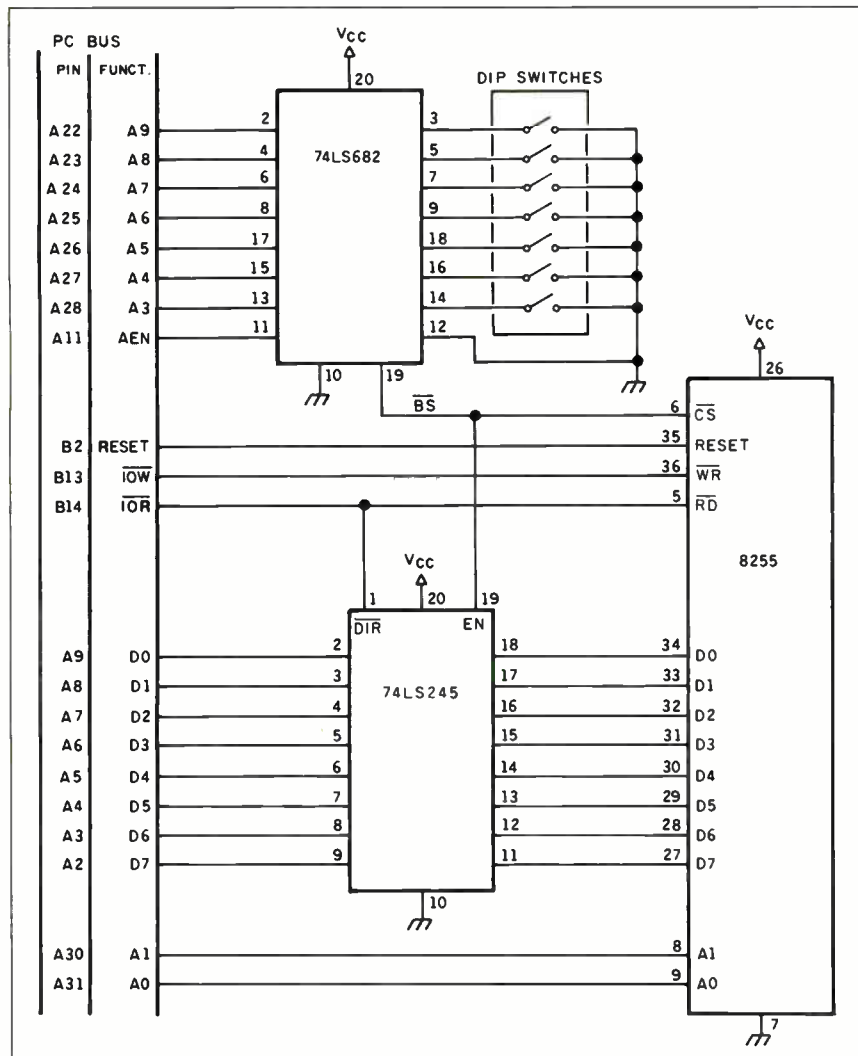 PC BUS
PIN FUNCT.
VCC
20
DIP SWITCHES
74LS682
A22 A9 2 3
A23 A8 4 5
A24 A7 6 7
A25 A6 8 9
A26 A5 17 18
A27 A4 15 16
A28 A3 13 14
A11 AEN 11 12
10 19
VCC
26
BS 6 CS
B2 RESET 35 RESET
B13 IOW 36 WR
B14 IOR 5 RD
8255
VCC
1 20 19
DIR EN
74LS245
A9 D0 2 18 34 D0
A8 D1 3 17 33 D1
A7 D2 4 16 32 D2
A6 D3 5 15 31 D3
A5 D4 6 14 30 D4
A4 D5 7 13 29 D5
A3 D6 8 12 28 D6
A2 D7 9 11 27 D7
10
A30 A1 8 A1
A31 A0 9 A0
7